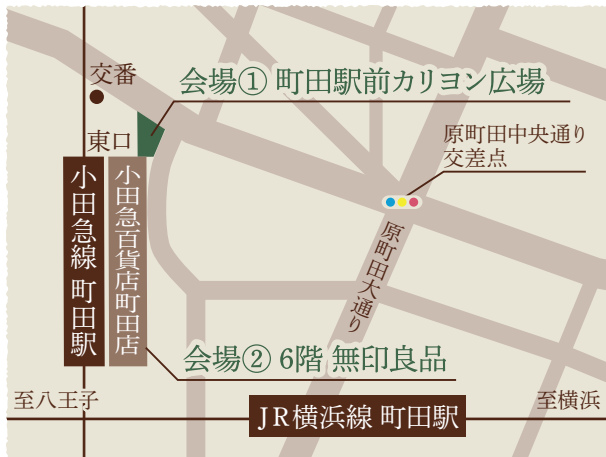 交番
会場① 町田駅前カリヨン広場
原町田中央通り
交差点
東口
小田急線 町田駅
小田急百貨店町田店
原町田大通り
会場② 6階 無印良品
至八王子
JR横浜線 町田駅
至横浜